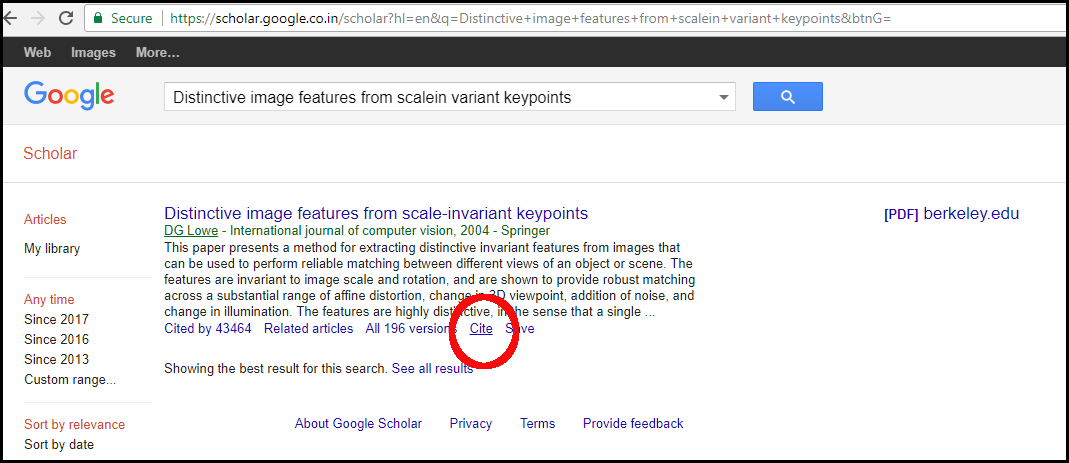 Secure https://scholar.google.co.in/scholar?hl=en&q=Distinctive+image+features+from+scalein+variant+keypoints&btnG=
Web Images More...
Google Distinctive image features from scalein variant keypoints
Scholar
Articles
My library
Any time
Since 2017
Since 2016
Since 2013
Custom range...
Sort by relevance
Sort by date
Distinctive image features from scale-invariant keypoints [PDF] berkeley.edu
DG Lowe - International journal of computer vision, 2004 - Springer
This paper presents a method for extracting distinctive invariant features from images that
can be used to perform reliable matching between different views of an object or scene. The
features are invariant to image scale and rotation, and are shown to provide robust matching
across a substantial range of affine distortion, change in 3D viewpoint, addition of noise, and
change in illumination. The features are highly distinctive, in the sense that a single ...
Cited by 43464 Related articles All 196 versions Cite Save
Showing the best result for this search. See all results
About Google Scholar Privacy Terms Provide feedback